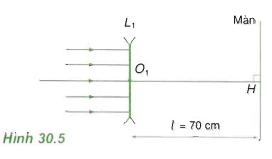 L₁
Màn
O₁
H
l = 70 cm
Hình 30.5